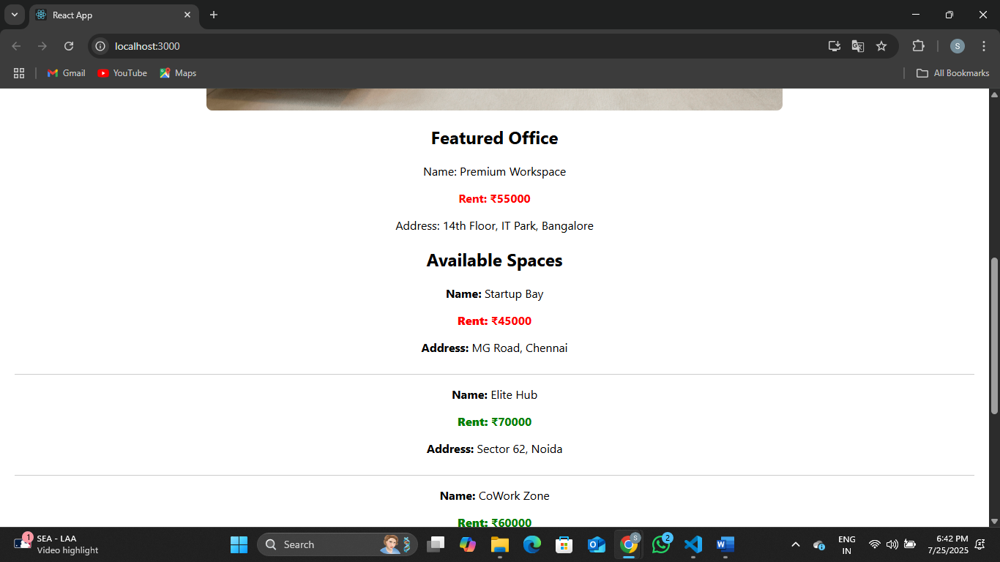 React App
localhost:3000
Gmail
YouTube
Maps
All Bookmarks
S
Featured Office
Name: Premium Workspace
Rent: ₹55000
Address: 14th Floor, IT Park, Bangalore
Available Spaces
Name: Startup Bay
Rent: ₹45000
Address: MG Road, Chennai
Name: Elite Hub
Rent: ₹70000
Address: Sector 62, Noida
Name: CoWork Zone
Rent: ₹60000
1
SEA - LAA
Video highlight
Search
S
2
ENG
IN
6:42 PM
7/25/2025